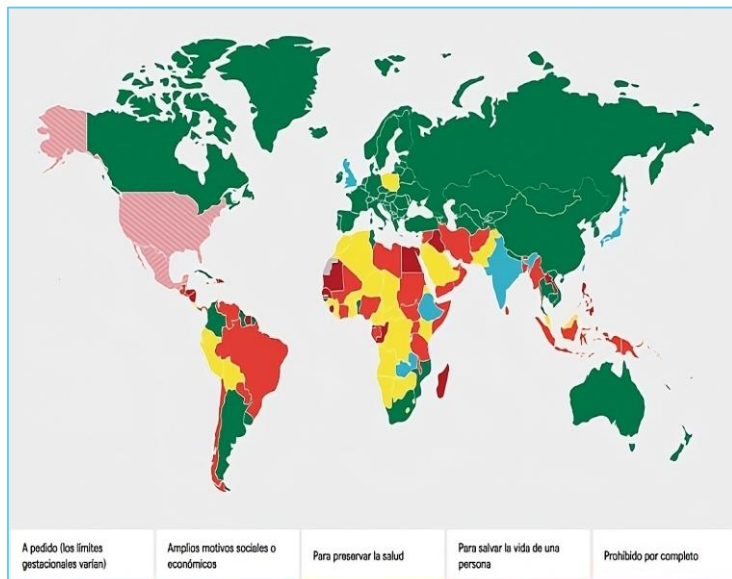 A pedido (los límites
gestacionales varían)
Amplios motivos sociales o
económicos
Para preservar la salud
Para salvar la vida de una
persona
Prohibido por completo